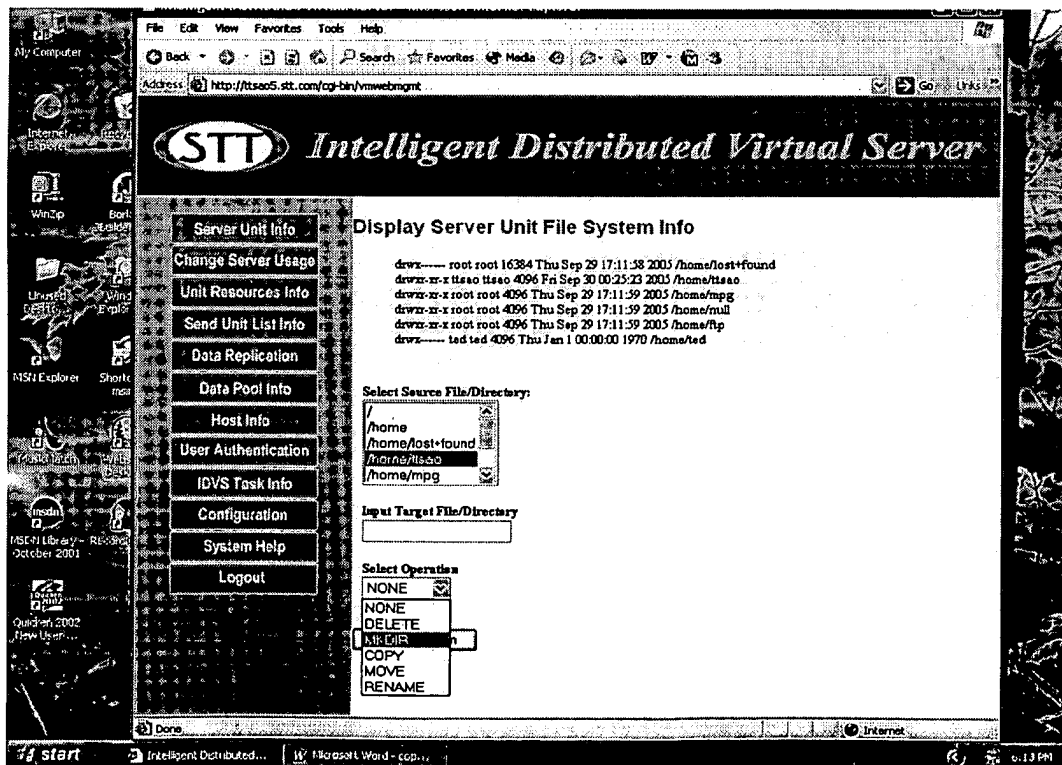 My Computer
Internet
Explorer
WinZip
MSN Explorer
October 2001
Quicken 2002
New User ...
File Edit View Favorites Tools Help
Back Search Favorites Media
Address http://ttsao5.stt.com/cgi-bin/vmwebmgmt Go Links
STT Intelligent Distributed Virtual Server
Server Unit Info
Change Server Usage
Unit Resources Info
Send Unit List Info
Data Replication
Data Pool Info
Host Info
User Authentication
IDVS Task Info
Configuration
System Help
Logout
Display Server Unit File System Info
drwx------ root root 16384 Thu Sep 29 17:11:58 2005 /home/lost+found
drwxr-xr-x ttsao ttsao 4096 Fri Sep 30 00:25:23 2005 /home/ttsao
drwxr-xr-x root root 4096 Thu Sep 29 17:11:59 2005 /home/mpg
drwxr-xr-x root root 4096 Thu Sep 29 17:11:59 2005 /home/null
drwxr-xr-x root root 4096 Thu Sep 29 17:11:59 2005 /home/ftp
drwx------ ted ted 4096 Thu Jan 1 00:00:00 1970 /home/ted
Select Source File/Directory:
/
/home
/home/lost+found
/home/ttsao
/home/mpg
Input Target File/Directory
Select Operation
NONE
NONE
DELETE
MKDIR
COPY
MOVE
RENAME
Done Internet
start Intelligent Distributed... Microsoft Word - 6:13 PM